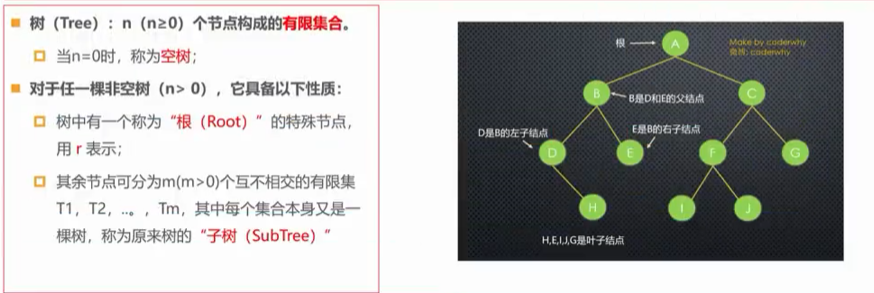 树（Tree）：n（n≥0）个节点构成的有限集合。
当n=0时，称为空树；
对于任一棵非空树（n> 0），它具备以下性质：
树中有一个称为“根（Root）”的特殊节点，
用 r 表示；
其余节点可分为m(m>0)个互不相交的有限集
T1，T2，..。，Tm，其中每个集合本身又是一
棵树，称为原来树的“子树（SubTree）”
根
A
Make by coderwhy
微博: coderwhy
B
C
B是D和E的父结点
D是B的左子结点
E是B的右子结点
D
E
F
G
H
I
J
H,E,I,J,G是叶子结点